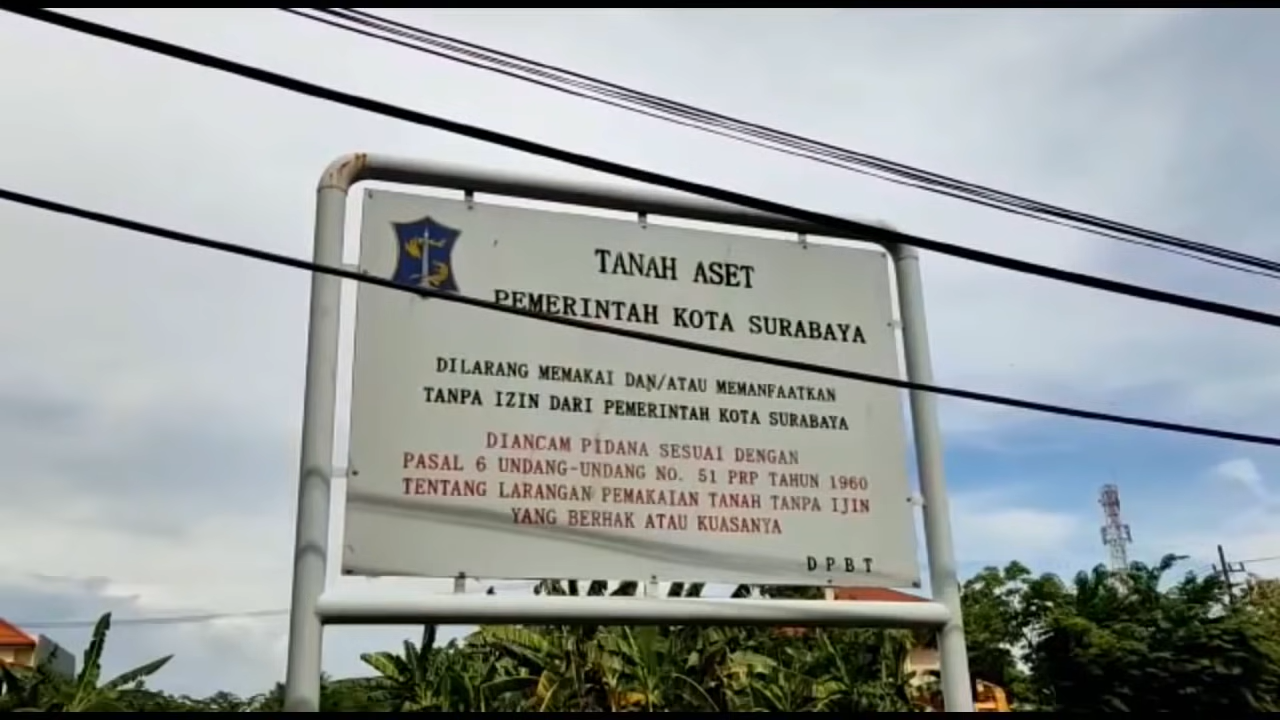 TANAH ASET
PEMERINTAH KOTA SURABAYA
DILARANG MEMAKAI DAN/ATAU MEMANFAATKAN
TANPA IZIN DARI PEMERINTAH KOTA SURABAYA
DIANCAM PIDANA SESUAI DENGAN
PASAL 6 UNDANG-UNDANG NO. 51 PRP TAHUN 1960
TENTANG LARANGAN PEMAKAIAN TANAH TANPA IJIN
YANG BERHAK ATAU KUASANYA
D P B T